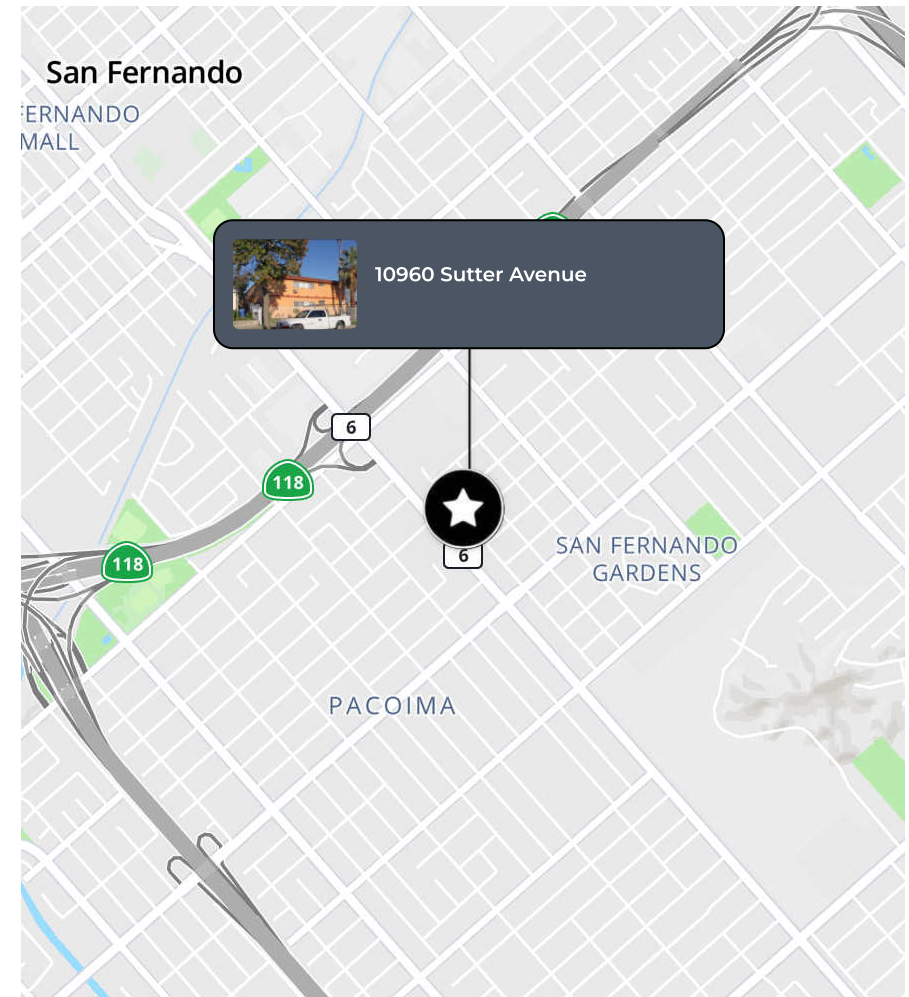 San Fernando
FERNANDO
MALL
10960 Sutter Avenue
6
118
6
118
SAN FERNANDO
GARDENS
PACOIMA